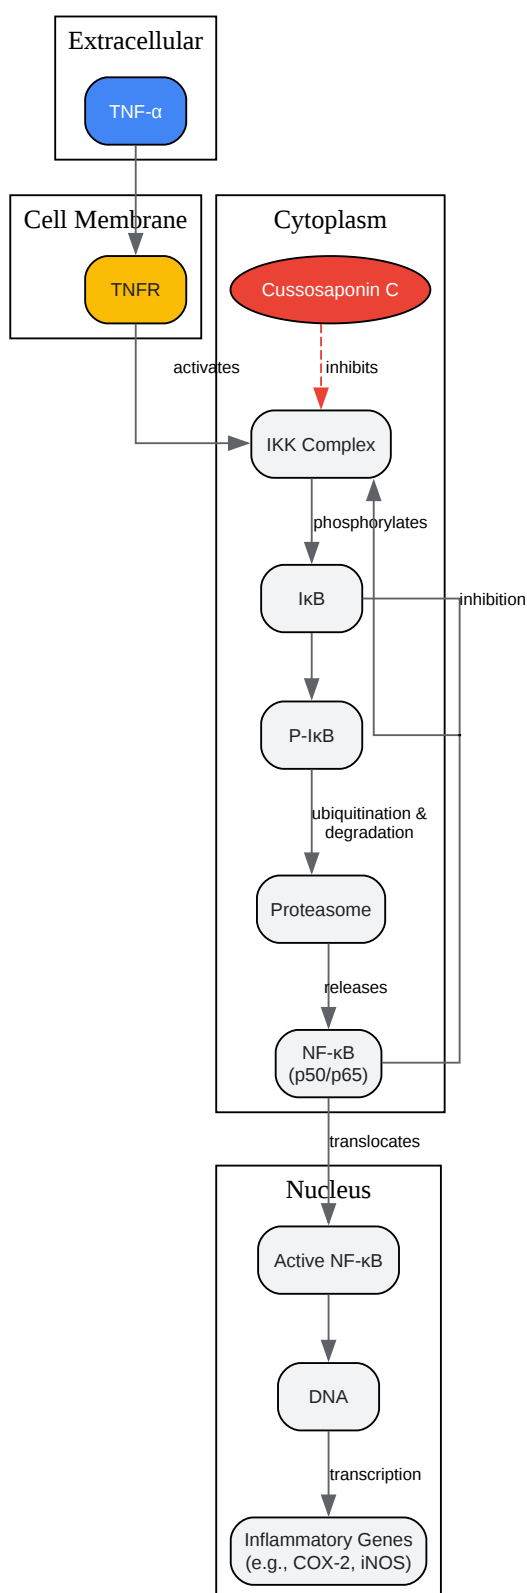 Extracellular
TNF-α
Cell Membrane
TNFR
Cytoplasm
Cussosaponin C
activates
inhibits
IKK Complex
phosphorylates
IκB
inhibition
P-IκB
ubiquitination &
degradation
Proteasome
releases
NF-κB
(p50/p65)
translocates
Nucleus
Active NF-κB
DNA
transcription
Inflammatory Genes
(e.g., COX-2, iNOS)